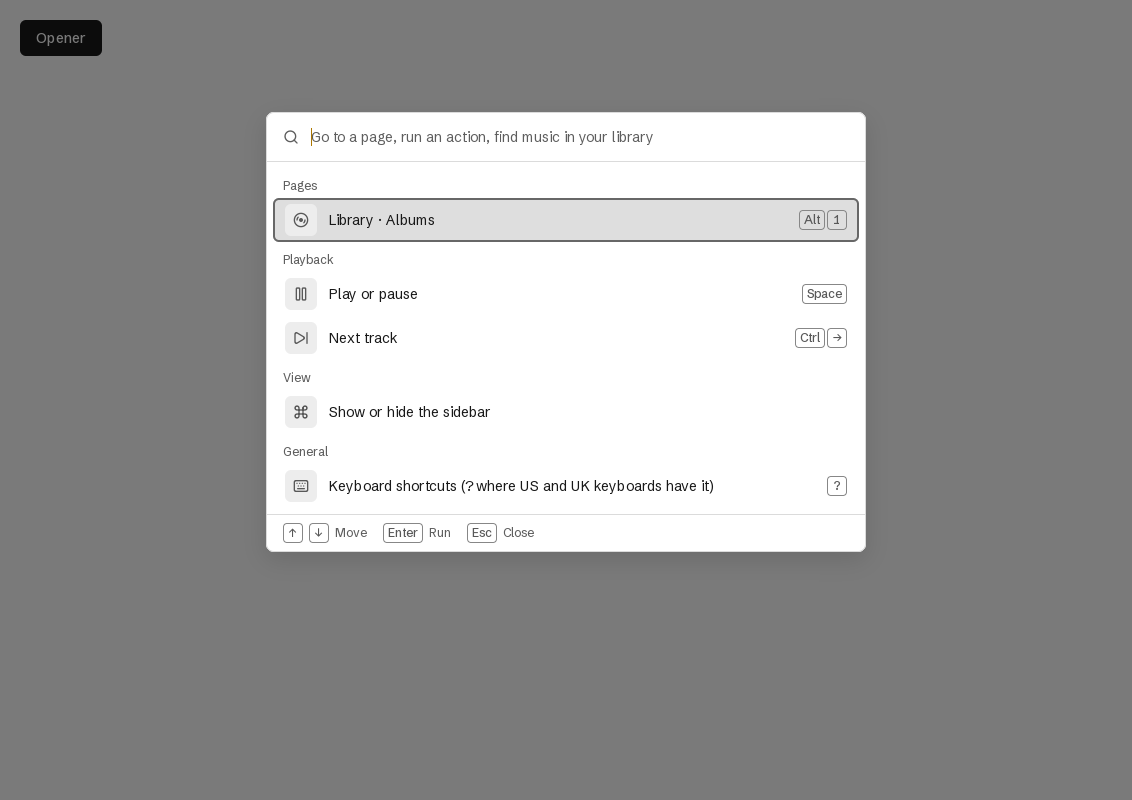 Opener
Go to a page, run an action, find music in your library
Pages
Library · Albums Alt 1
Playback
Play or pause Space
Next track Ctrl →
View
Show or hide the sidebar
General
Keyboard shortcuts (? where US and UK keyboards have it) ?
↑ ↓ Move Enter Run Esc Close